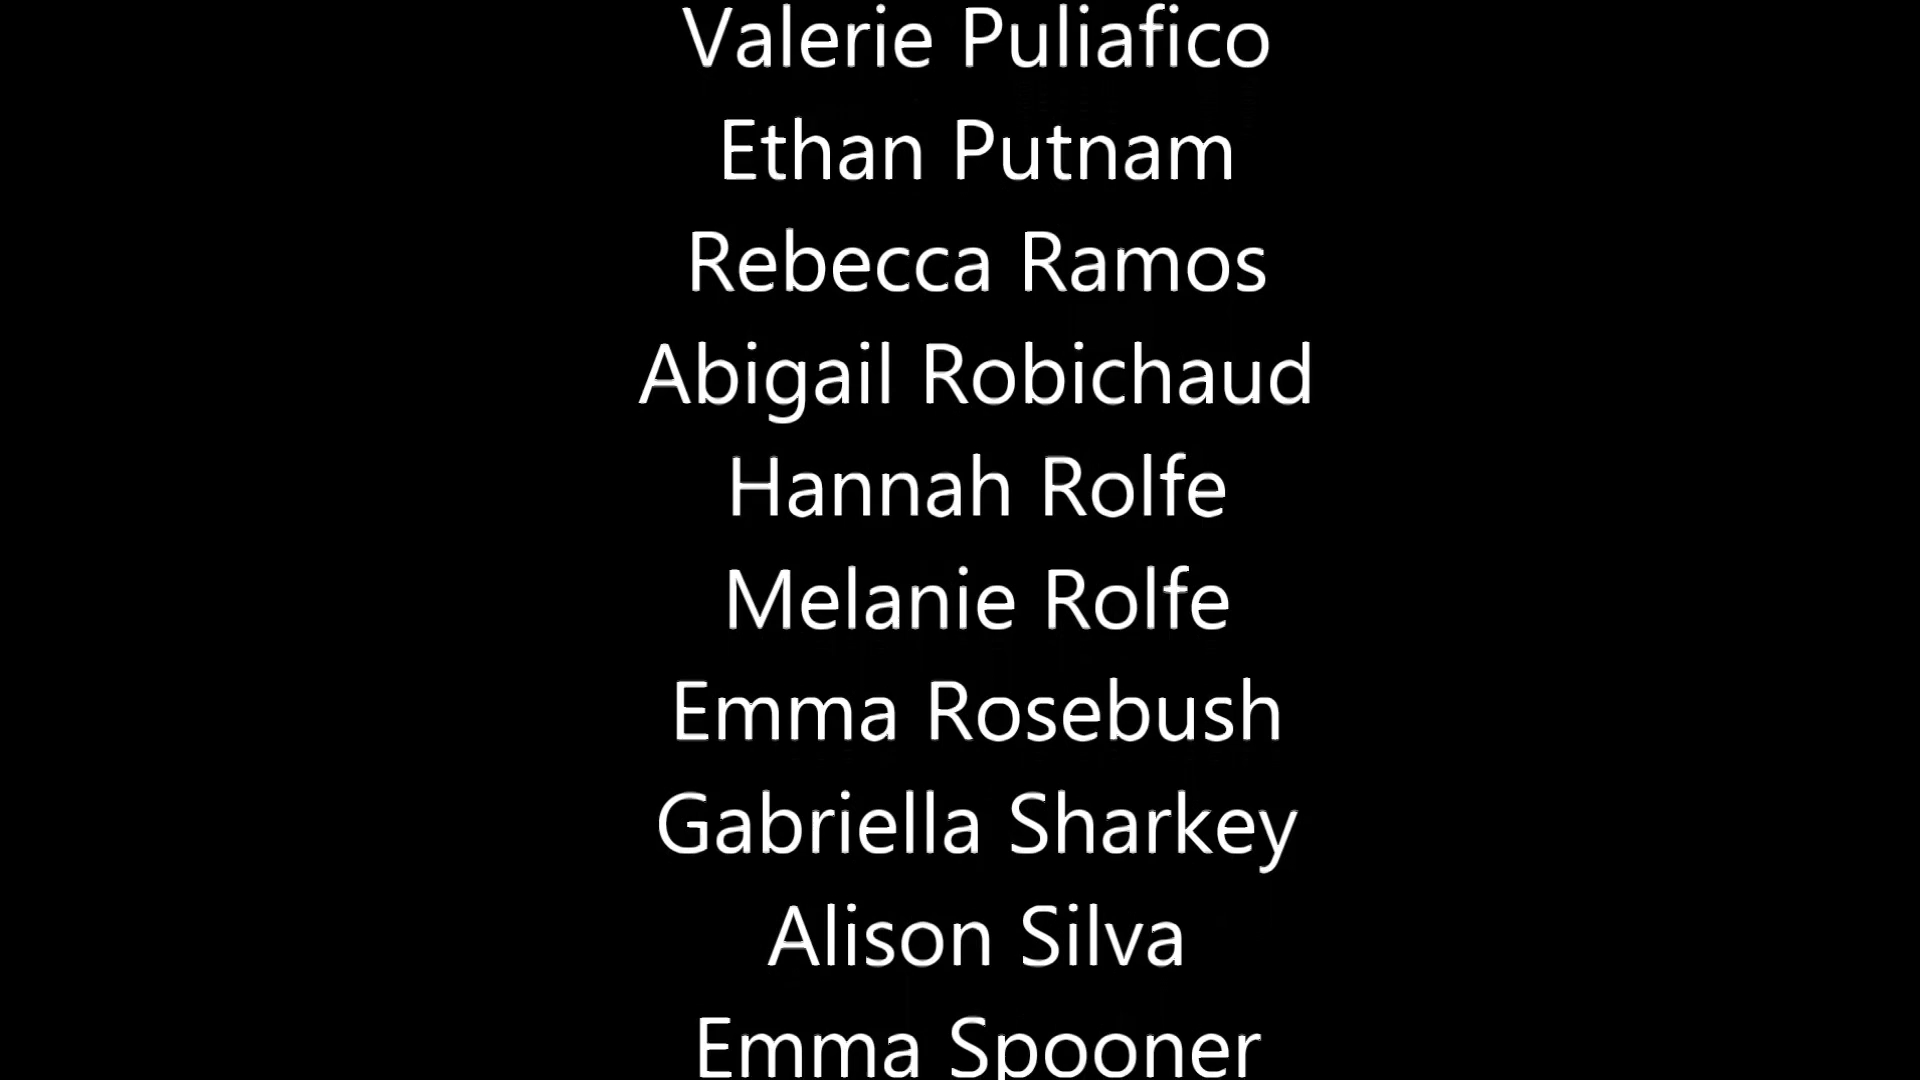 Valerie Puliafico
Ethan Putnam
Rebecca Ramos
Abigail Robichaud
Hannah Rolfe
Melanie Rolfe
Emma Rosebush
Gabriella Sharkey
Alison Silva
Emma Spooner